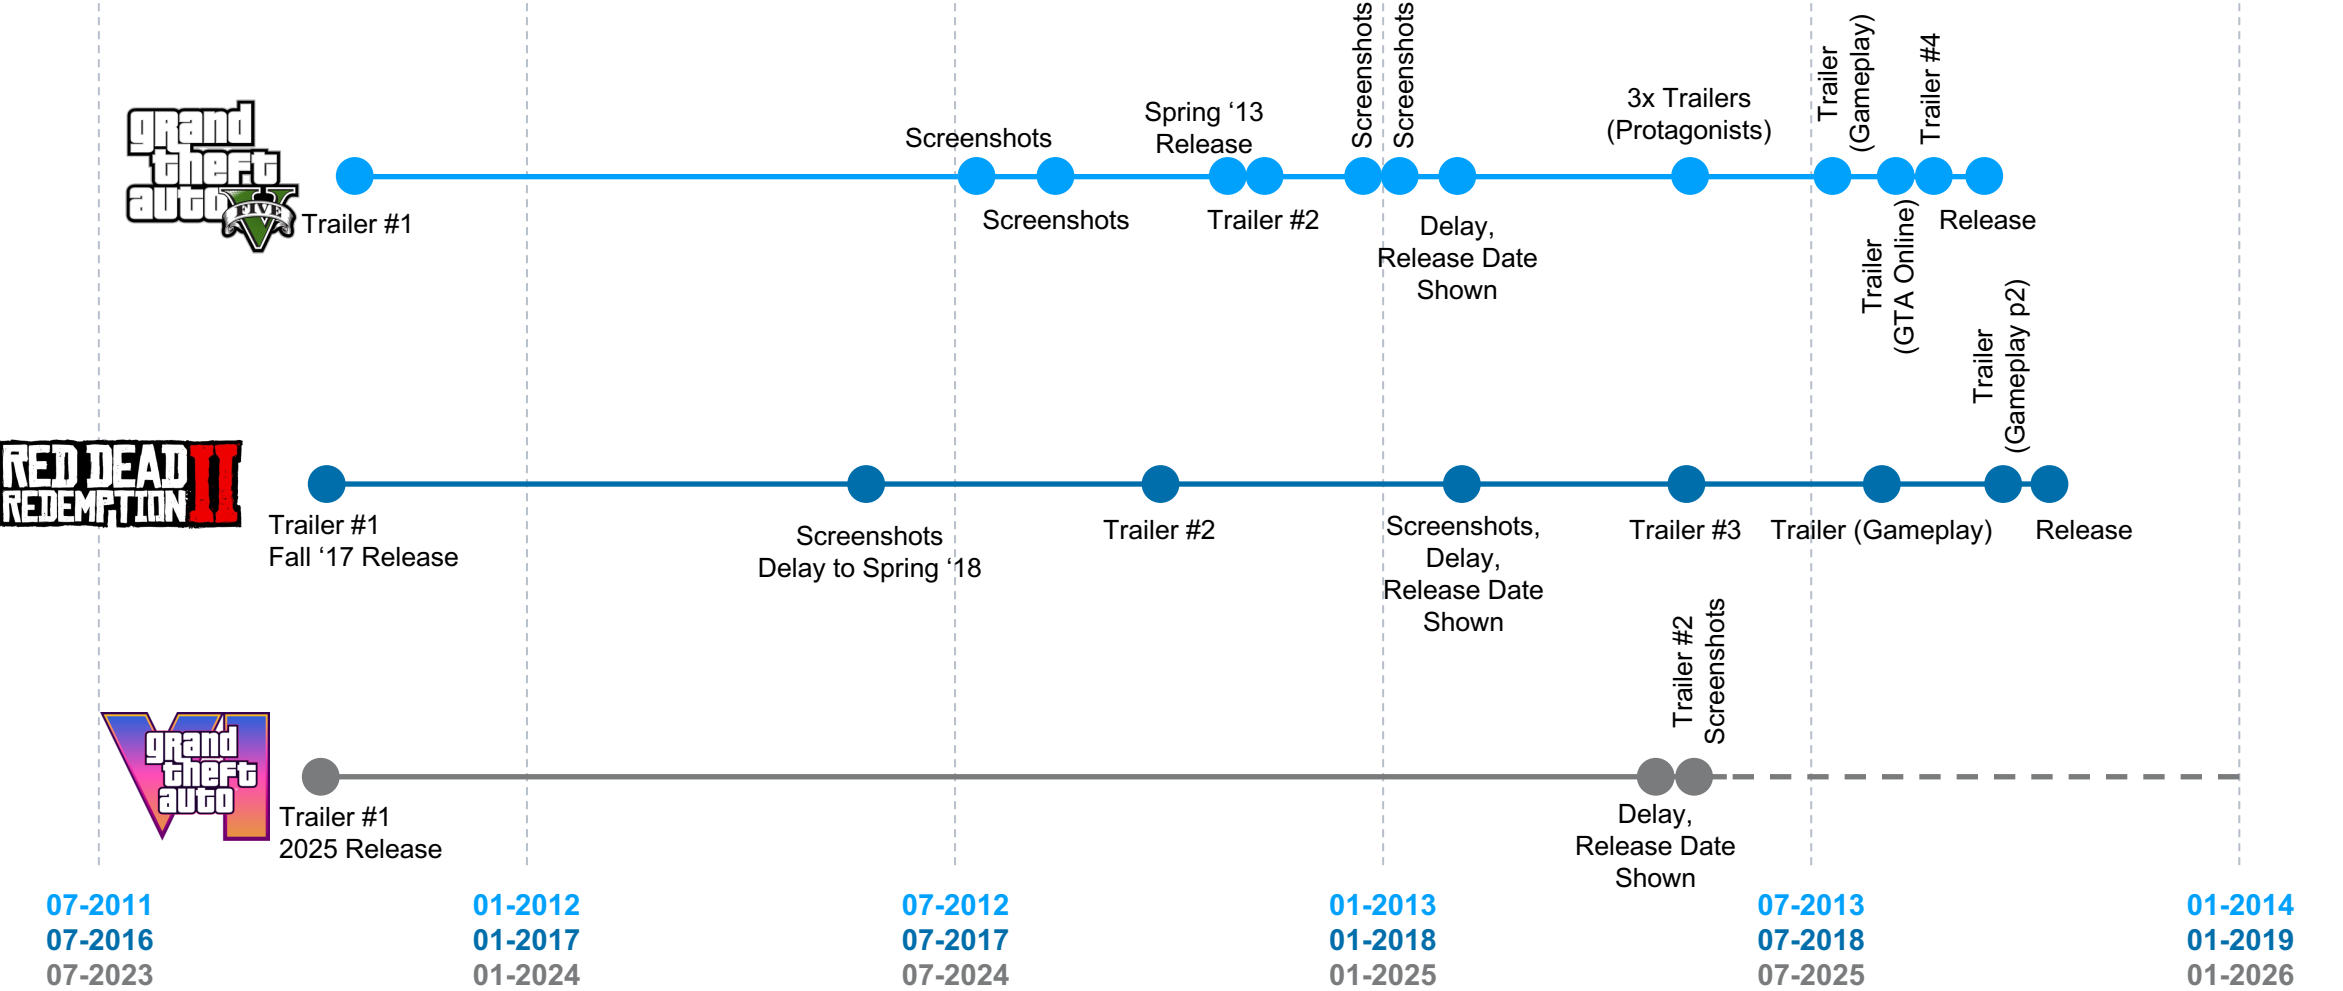 Screenshots
Screenshots
Trailer
(Gameplay)
Trailer #4
3x Trailers
(Protagonists)
Spring ‘13
Release
Screenshots
grand
theft
auto
FIVE
V
Trailer #1
Screenshots
Trailer #2
Delay,
Release Date
Shown
Trailer
(GTA Online)
Release
Trailer
(Gameplay p2)
RED DEAD
REDEMPTION
II
Trailer #1
Fall ‘17 Release
Screenshots
Delay to Spring ‘18
Trailer #2
Screenshots,
Delay,
Release Date
Shown
Trailer #3
Trailer (Gameplay)
Release
Trailer #2
Screenshots
VI
grand
theft
auto
Trailer #1
2025 Release
Delay,
Release Date
Shown
07-2011 01-2012 07-2012 01-2013 07-2013 01-2014
07-2016 01-2017 07-2017 01-2018 07-2018 01-2019
07-2023 01-2024 07-2024 01-2025 07-2025 01-2026